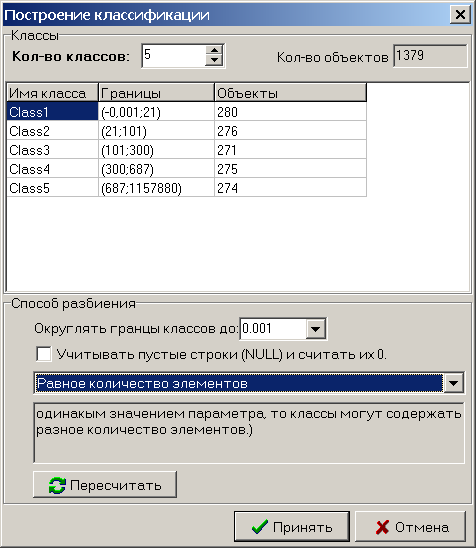 Построение классификации
Классы
Кол-во классов: 5 Кол-во объектов 1379
Имя класса Границы Объекты
Class1 (-0,001;21) 280
Class2 (21;101) 276
Class3 (101;300) 271
Class4 (300;687) 275
Class5 (687;1157880) 274
Способ разбиения
Округлять гранцы классов до: 0.001
Учитывать пустые строки (NULL) и считать их 0.
Равное количество элементов
одинакым значением параметра, то классы могут содержать
разное количество элементов.)
Пересчитать
Принять Отмена